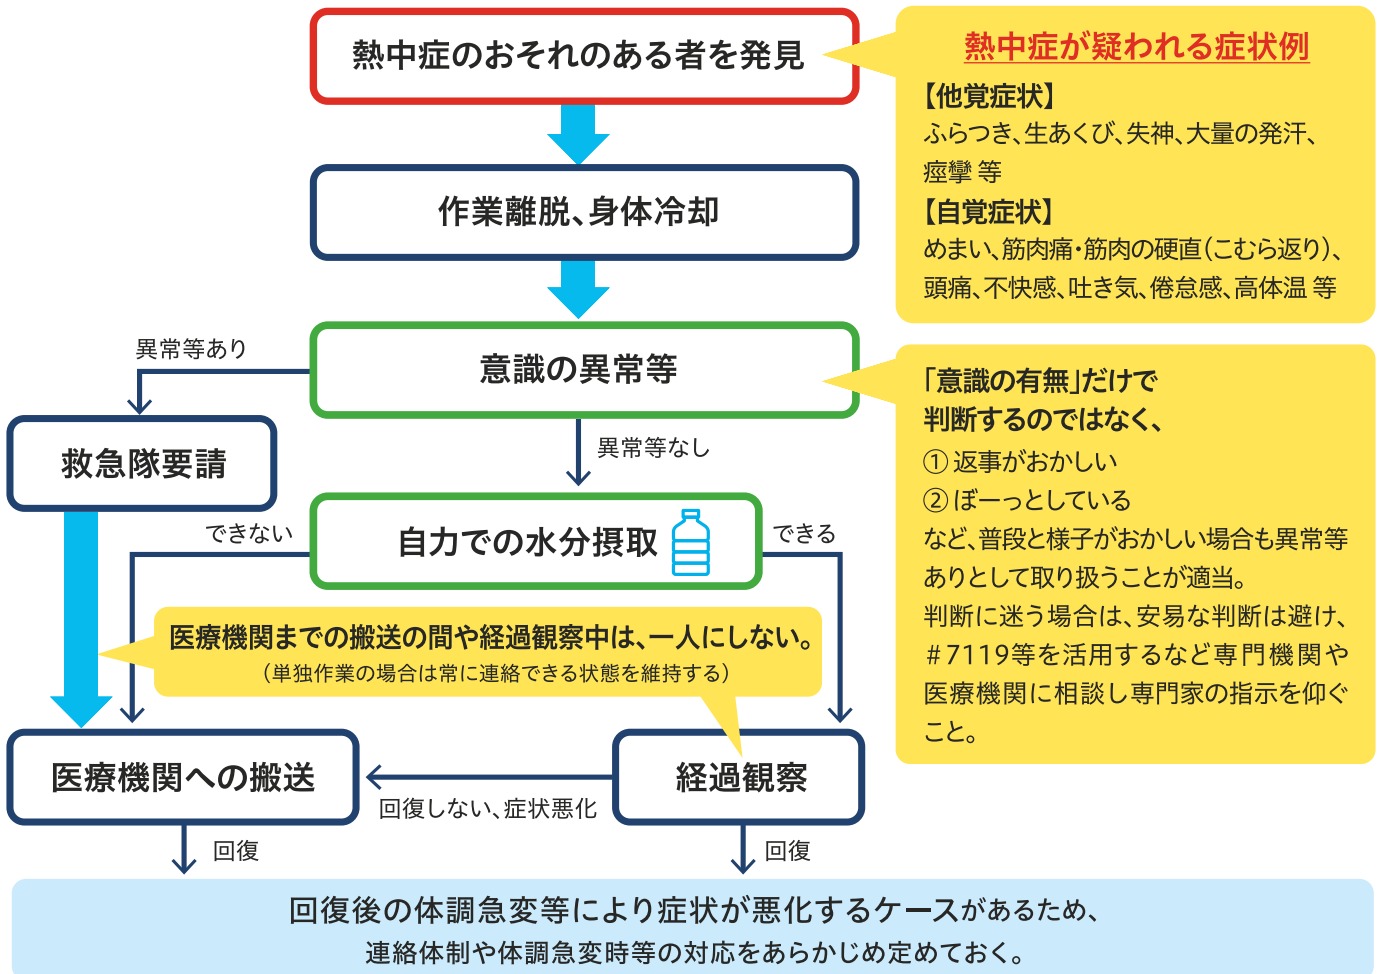 熱中症のおそれのある者を発見
熱中症が疑われる症状例
【他覚症状】
ふらつき、生あくび、失神、大量の発汗、
痙攣 等
【自覚症状】
めまい、筋肉痛・筋肉の硬直(こむら返り)、
頭痛、不快感、吐き気、倦怠感、高体温 等
作業離脱、身体冷却
意識の異常等
「意識の有無」だけで
判断するのではなく、
① 返事がおかしい
② ぼーっとしている
など、普段と様子がおかしい場合も異常等
ありとして取り扱うことが適当。
判断に迷う場合は、安易な判断は避け、
#7119等を活用するなど専門機関や
医療機関に相談し専門家の指示を仰ぐ
こと。
異常等あり
異常等なし
救急隊要請
自力での水分摂取
できない
できる
医療機関までの搬送の間や経過観察中は、一人にしない。
(単独作業の場合は常に連絡できる状態を維持する)
医療機関への搬送
経過観察
回復しない、症状悪化
回復
回復
回復後の体調急変等により症状が悪化するケースがあるため、
連絡体制や体調急変時等の対応をあらかじめ定めておく。